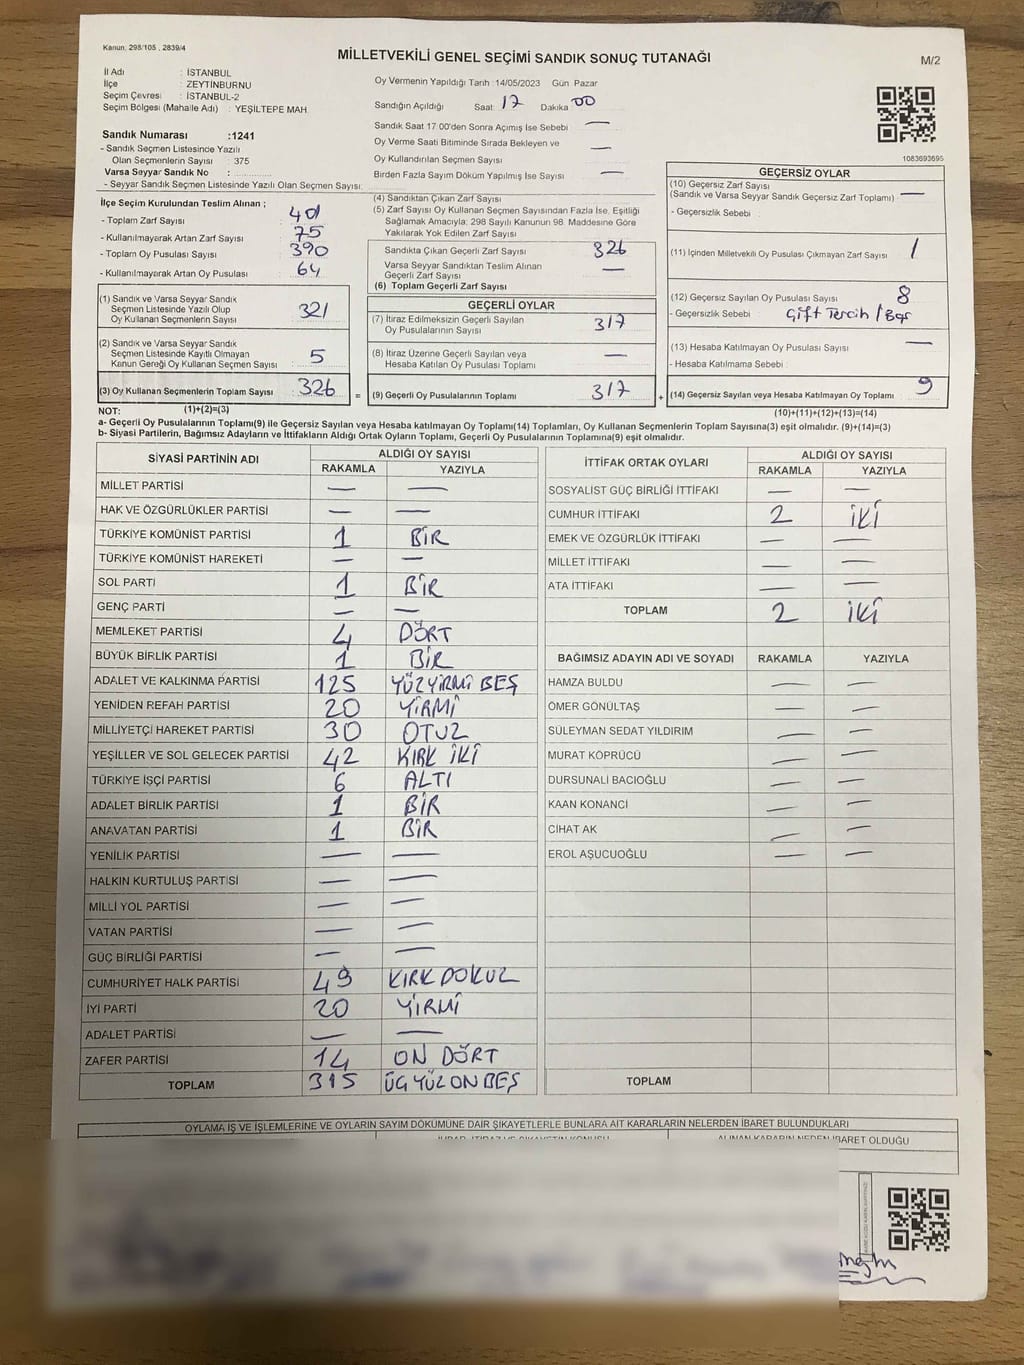 Kanun: 298/105 , 2839/4
MİLLETVEKİLİ GENEL SEÇİMİ SANDIK SONUÇ TUTANAĞI
M/2
İl Adı : İSTANBUL
İlçe : ZEYTİNBURNU
Seçim Çevresi : İSTANBUL-2
Seçim Bölgesi (Mahalle Adı) : YEŞİLTEPE MAH.
Sandık Numarası :1241
- Sandık Seçmen Listesinde Yazılı
Olan Seçmenlerin Sayısı : 375
Varsa Seyyar Sandık No :
- Seyyar Sandık Seçmen Listesinde Yazılı Olan Seçmen Sayısı:
Oy Vermenin Yapıldığı Tarih :14/05/2023 Gün Pazar
Sandığın Açıldığı Saat: 17 Dakika 00
Sandık Saat 17:00'den Sonra Açımış İse Sebebi —
Oy Verme Saati Bitiminde Sırada Bekleyen ve
Oy Kullandırılan Seçmen Sayısı —
Birden Fazla Sayım Döküm Yapılmış İse Sayısı —
1083693695
İlçe Seçim Kurulundan Teslim Alınan ;
- Toplam Zarf Sayısı 401
- Kullanılmayarak Artan Zarf Sayısı 75
- Toplam Oy Pusulası Sayısı 390
- Kullanılmayarak Artan Oy Pusulası 64
(1) Sandık ve Varsa Seyyar Sandık
Seçmen Listesinde Yazılı Olup
Oy Kullanan Seçmenlerin Sayısı 321
(2) Sandık ve Varsa Seyyar Sandık
Seçmen Listesinde Kayıtlı Olmayan
Kanun Gereği Oy Kullanan Seçmen Sayısı 5
(3) Oy Kullanan Seçmenlerin Toplam Sayısı 326
(4) Sandıktan Çıkan Zarf Sayısı
(5) Zarf Sayısı Oy Kullanan Seçmen Sayısından Fazla İse, Eşitliği
Sağlamak Amacıyla; 298 Sayılı Kanunun 98. Maddesine Göre
Yakılarak Yok Edilen Zarf Sayısı
Sandıkta Çıkan Geçerli Zarf Sayısı 326
Varsa Seyyar Sandıktan Teslim Alınan
Geçerli Zarf Sayısı —
(6) Toplam Geçerli Zarf Sayısı
GEÇERLİ OYLAR
(7) İtiraz Edilmeksizin Geçerli Sayılan
Oy Pusulalarının Sayısı 317
(8) İtiraz Üzerine Geçerli Sayılan veya
Hesaba Katılan Oy Pusulası Toplamı —
= (9) Geçerli Oy Pusulalarının Toplamı 317 +
GEÇERSİZ OYLAR
(10) Geçersiz Zarf Sayısı
(Sandık ve Varsa Seyyar Sandık Geçersiz Zarf Toplamı) —
- Geçersizlik Sebebi :
(11) İçinden Milletvekili Oy Pusulası Çıkmayan Zarf Sayısı 1
(12) Geçersiz Sayılan Oy Pusulası Sayısı 8
- Geçersizlik Sebebi : Çift Tercih / Boş
(13) Hesaba Katılmayan Oy Pusulası Sayısı —
- Hesaba Katılmama Sebebi :
(14) Geçersiz Sayılan veya Hesaba Katılmayan Oy Toplamı 9
NOT: (1)+(2)=(3) (10)+(11)+(12)+(13)=(14)
a- Geçerli Oy Pusulalarının Toplamı(9) ile Geçersiz Sayılan veya Hesaba katılmayan Oy Toplamı(14) Toplamları, Oy Kullanan Seçmenlerin Toplam Sayısına(3) eşit olmalıdır. (9)+(14)=(3)
b- Siyasi Partilerin, Bağımsız Adayların ve İttifakların Aldığı Ortak Oyların Toplamı, Geçerli Oy Pusulalarının Toplamına(9) eşit olmalıdır.
SİYASİ PARTİNİN ADI ALDIĞI OY SAYISI
RAKAMLA YAZIYLA
MİLLET PARTİSİ — —
HAK VE ÖZGÜRLÜKLER PARTİSİ — —
TÜRKİYE KOMÜNİST PARTİSİ 1 BİR
TÜRKİYE KOMÜNİST HAREKETİ — —
SOL PARTİ 1 BİR
GENÇ PARTİ — —
MEMLEKET PARTİSİ 4 DÖRT
BÜYÜK BİRLİK PARTİSİ 1 BİR
ADALET VE KALKINMA PARTİSİ 125 YÜZYİRMİ BEŞ
YENİDEN REFAH PARTİSİ 20 YİRMİ
MİLLİYETÇİ HAREKET PARTİSİ 30 OTUZ
YEŞİLLER VE SOL GELECEK PARTİSİ 42 KIRK İKİ
TÜRKİYE İŞÇİ PARTİSİ 6 ALTI
ADALET BİRLİK PARTİSİ 1 BİR
ANAVATAN PARTİSİ 1 BİR
YENİLİK PARTİSİ — —
HALKIN KURTULUŞ PARTİSİ — —
MİLLİ YOL PARTİSİ — —
VATAN PARTİSİ — —
GÜÇ BİRLİĞİ PARTİSİ — —
CUMHURİYET HALK PARTİSİ 49 KIRK DOKUZ
İYİ PARTİ 20 YİRMİ
ADALET PARTİSİ — —
ZAFER PARTİSİ 14 ON DÖRT
TOPLAM 315 ÜÇ YÜZ ON BEŞ
İTTİFAK ORTAK OYLARI ALDIĞI OY SAYISI
RAKAMLA YAZIYLA
SOSYALİST GÜÇ BİRLİĞİ İTTİFAKI — —
CUMHUR İTTİFAKI 2 İKİ
EMEK VE ÖZGÜRLÜK İTTİFAKI — —
MİLLET İTTİFAKI — —
ATA İTTİFAKI — —
TOPLAM 2 İKİ
BAĞIMSIZ ADAYIN ADI VE SOYADI RAKAMLA YAZIYLA
HAMZA BULDU — —
ÖMER GÖNÜLTAŞ — —
SÜLEYMAN SEDAT YILDIRIM — —
MURAT KÖPRÜCÜ — —
DURSUNALİ BACIOĞLU — —
KAAN KONANCİ — —
CİHAT AK — —
EROL AŞUCUOĞLU — —
TOPLAM
OYLAMA İŞ VE İŞLEMLERİNE VE OYLARIN SAYIM DÖKÜMÜNE DAİR ŞİKAYETLERLE BUNLARA AİT KARARLARIN NELERDEN İBARET BULUNDUKLARI
ALINAN KARARIN NEDEN İBARET OLDUĞU